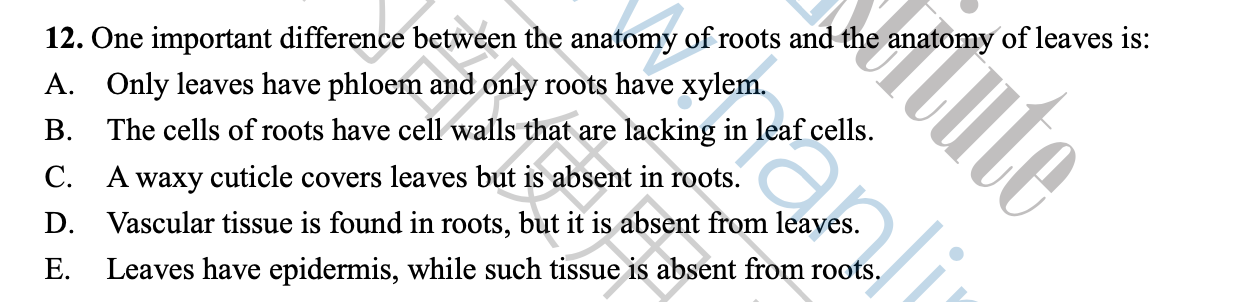 12. One important difference between the anatomy of roots and the anatomy of leaves is:
A. Only leaves have phloem and only roots have xylem.
B. The cells of roots have cell walls that are lacking in leaf cells.
C. A waxy cuticle covers leaves but is absent in roots.
D. Vascular tissue is found in roots, but it is absent from leaves.
E. Leaves have epidermis, while such tissue is absent from roots.